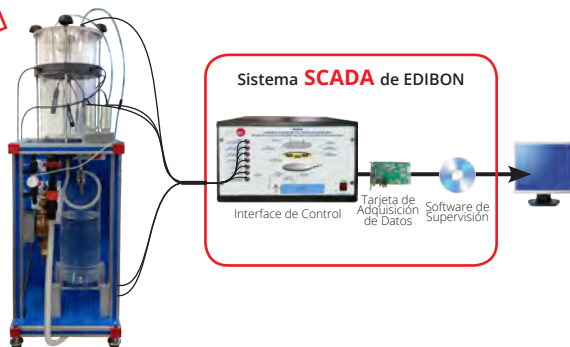 Sistema SCADA de EDIBON
Interface de Control
Tarjeta de
Adquisición
de Datos
Software de
Supervisión